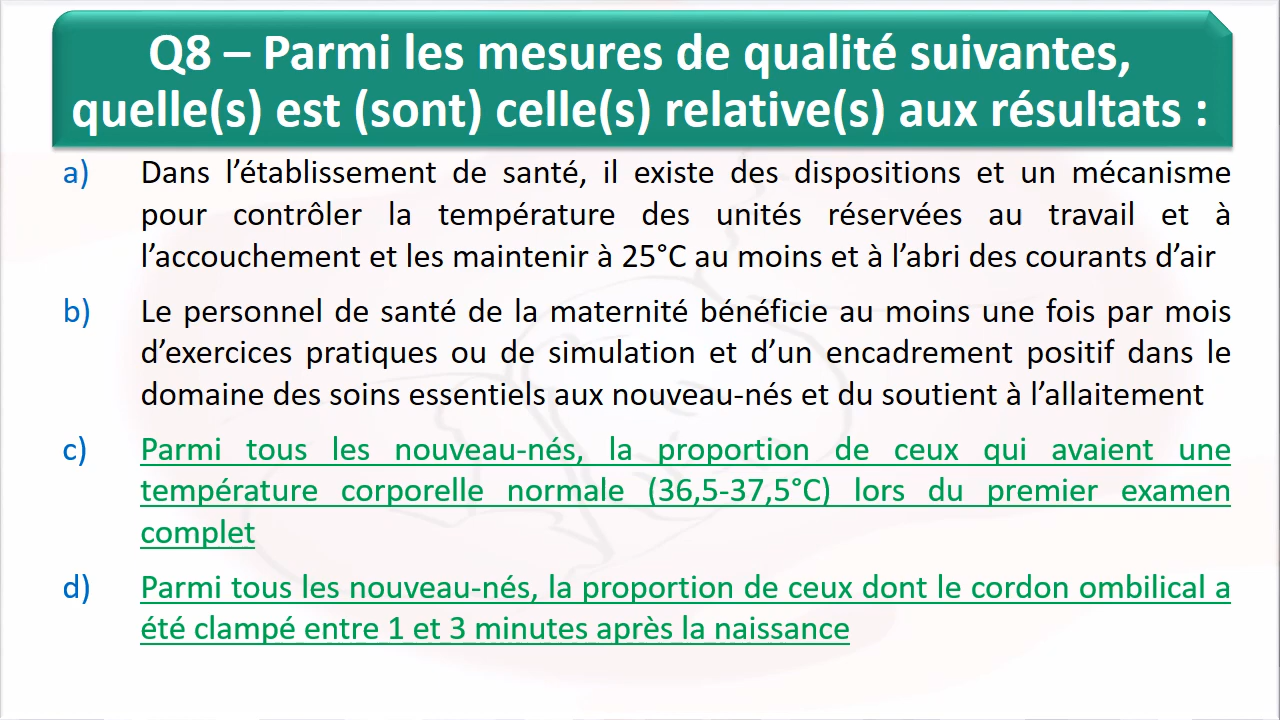 Q8 – Parmi les mesures de qualité suivantes,
quelle(s) est (sont) celle(s) relative(s) aux résultats :
a) Dans l’établissement de santé, il existe des dispositions et un mécanisme
pour contrôler la température des unités réservées au travail et à
l’accouchement et les maintenir à 25°C au moins et à l’abri des courants d’air
b) Le personnel de santé de la maternité bénéficie au moins une fois par mois
d’exercices pratiques ou de simulation et d’un encadrement positif dans le
domaine des soins essentiels aux nouveau-nés et du soutient à l’allaitement
c) Parmi tous les nouveau-nés, la proportion de ceux qui avaient une
température corporelle normale (36,5-37,5°C) lors du premier examen
complet
d) Parmi tous les nouveau-nés, la proportion de ceux dont le cordon ombilical a
été clampé entre 1 et 3 minutes après la naissance